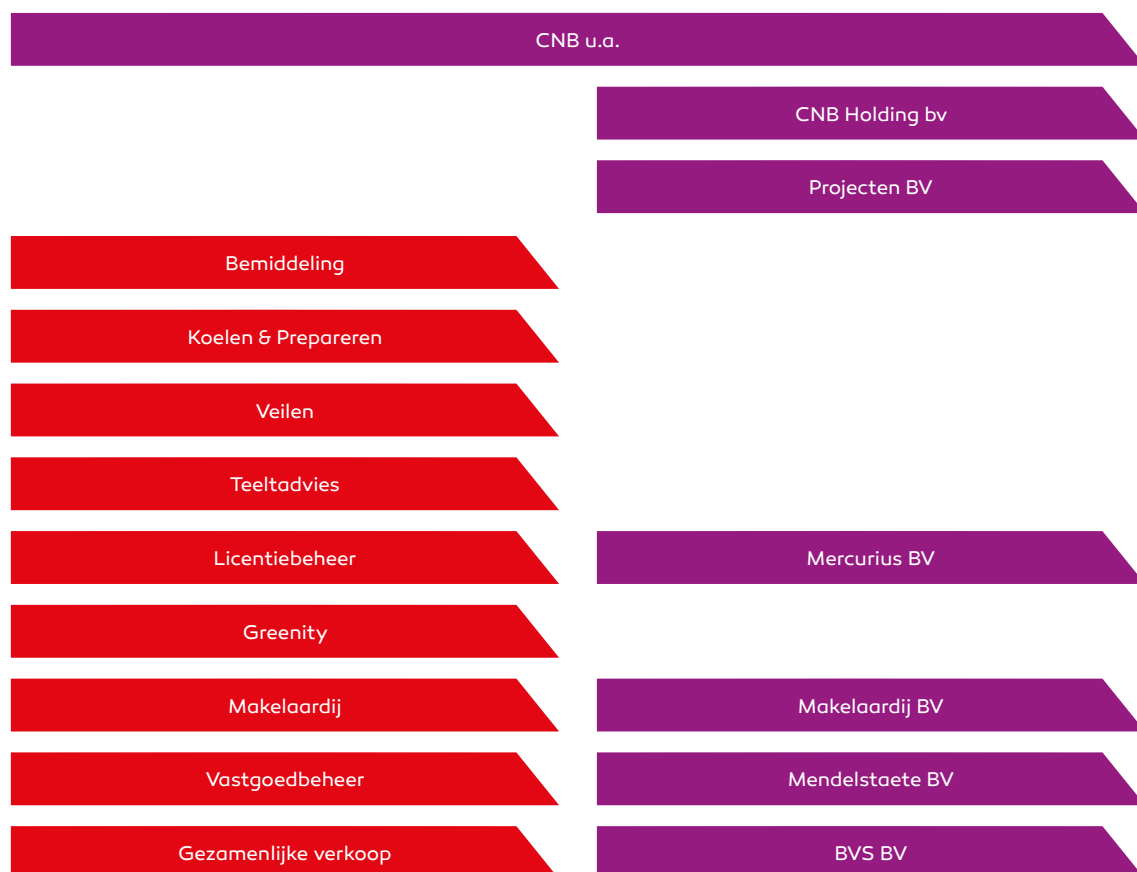 CNB u.a.
CNB Holding bv
Projecten BV
Bemiddeling
Koelen & Prepareren
Veilen
Teeltadvies
Licentiebeheer
Mercurius BV
Greenity
Makelaardij
Makelaardij BV
Vastgoedbeheer
Mendelstaete BV
Gezamenlijke verkoop
BVS BV